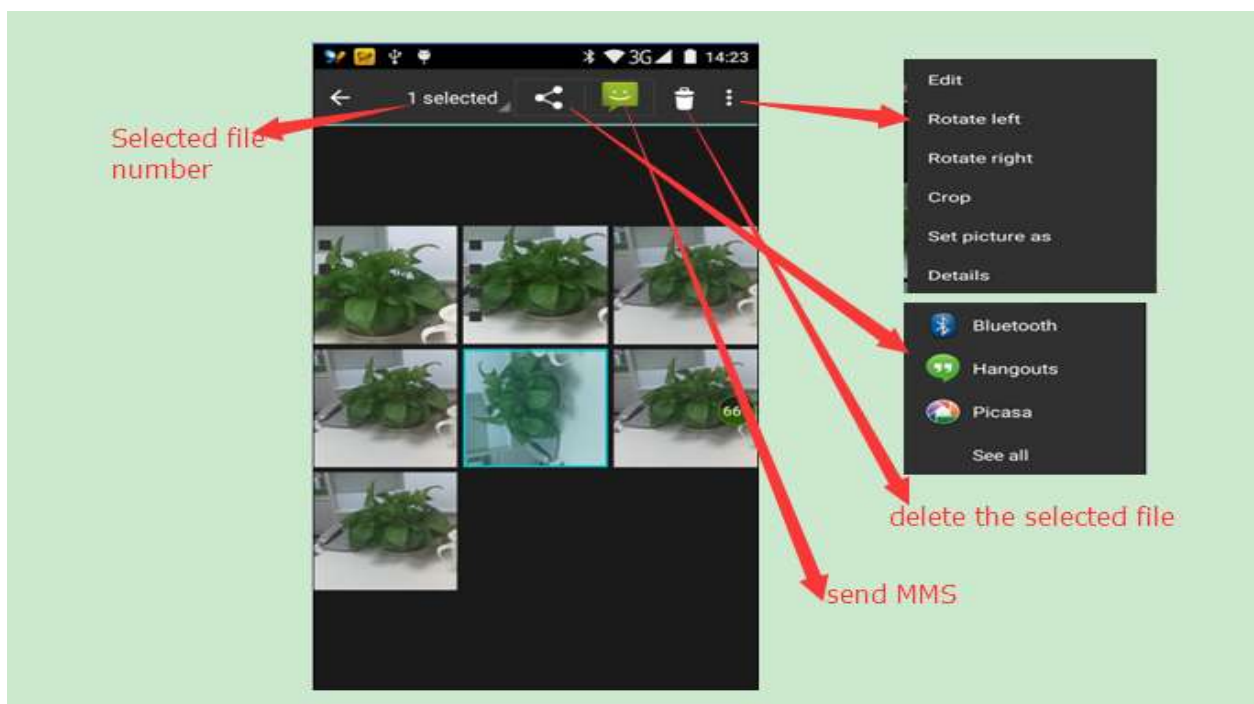 3G 14:23
1 selected
Selected file
number
66
Edit
Rotate left
Rotate right
Crop
Set picture as
Details
Bluetooth
Hangouts
Picasa
See all
delete the selected file
send MMS